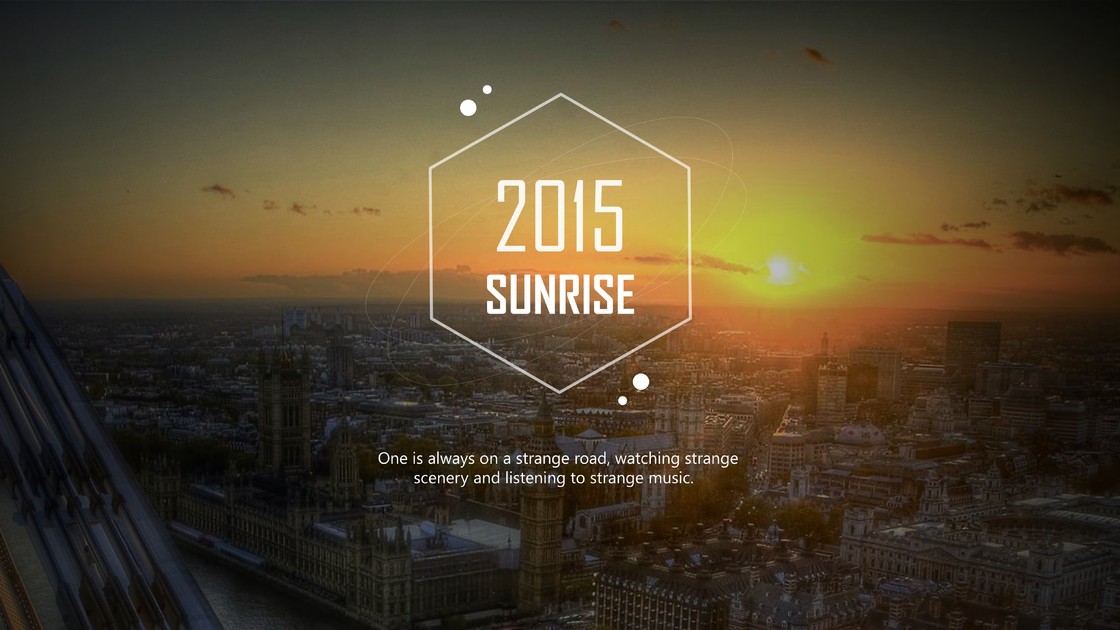 2015
SUNRISE
One is always on a strange road, watching strange
scenery and listening to strange music.